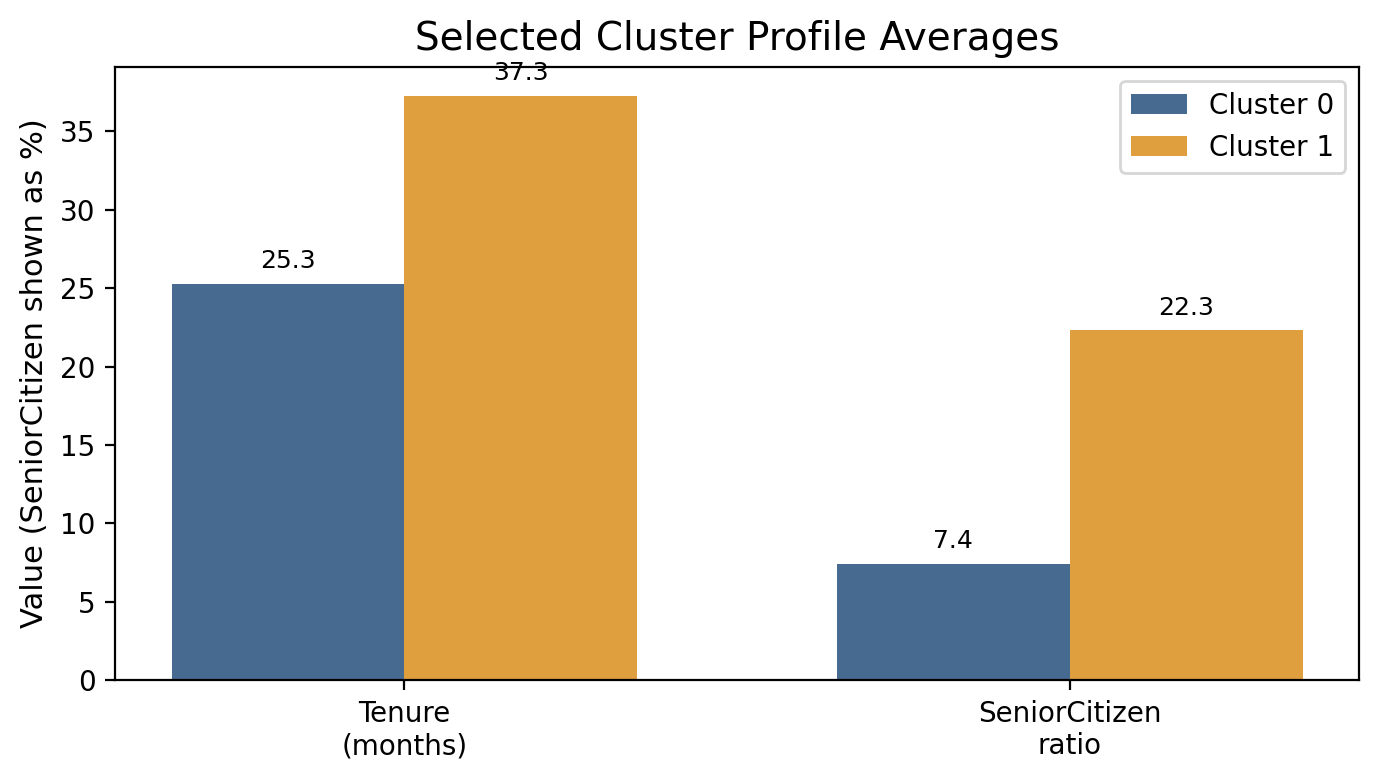 Selected Cluster Profile Averages
Value (SeniorCitizen shown as %)
35
30
25
20
15
10
5
0
25.3
37.3
7.4
22.3
Cluster 0
Cluster 1
Tenure
(months)
SeniorCitizen
ratio